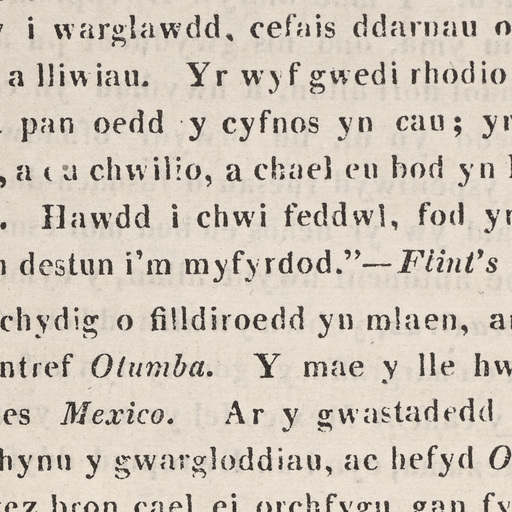 i warglawdd, cefais ddarnau o
a lliwiau. Yr wyf gwedi rhodio
pan oedd y cyfnos yn cau; yr
, a eu chwilio, a chael eu bod yn
. Hawdd i chwi feddwl, fod yr
destun i'm myfyrdod.”—Flint's
chydig o filldiroedd yn mlaen, a
ntref Otumba. Y mae y lle hw
es Mexico. Ar y gwastadedd
hynu y gwargloddiau, ac hefyd O
ez bron cael ei orchfygu gan fy